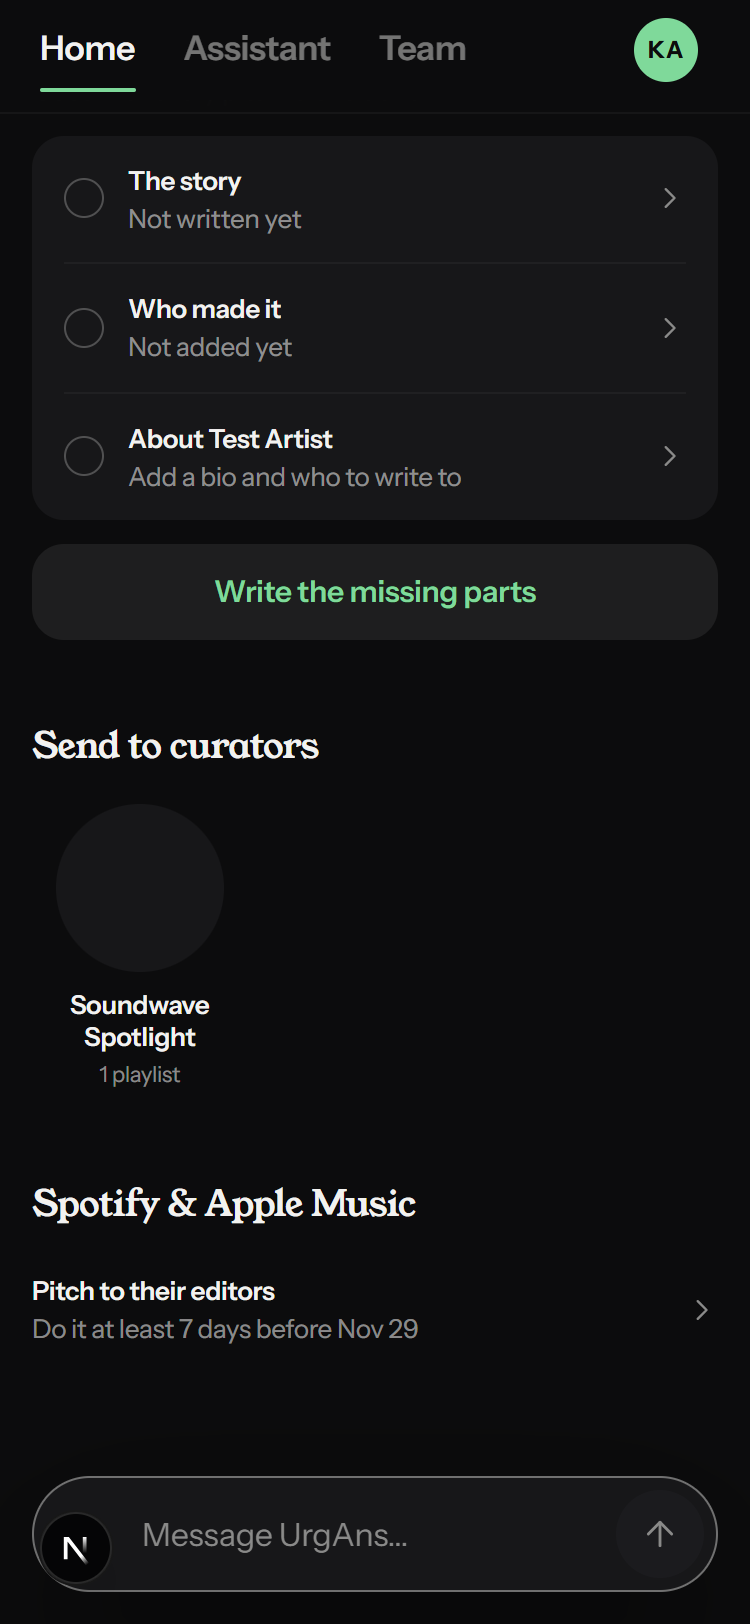 Home Assistant Team KA
The story
Not written yet
Who made it
Not added yet
About Test Artist
Add a bio and who to write to
Write the missing parts
Send to curators
Soundwave
Spotlight
1 playlist
Spotify & Apple Music
Pitch to their editors
Do it at least 7 days before Nov 29
N
Message UrgAns...